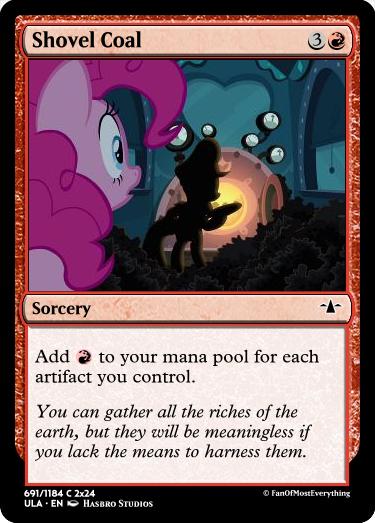 Shovel Coal 3
Sorcery
Add to your mana pool for each
artifact you control.
You can gather all the riches of the
earth, but they will be meaningless if
you lack the means to harness them.
691/1184 C 2x24
ULA · EN Hasbro Studios
© FanOfMostEverything